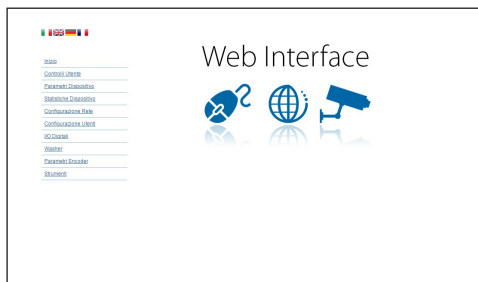 Web Interface
Inizio
Controlli Utente
Parametri Dispositivo
Statistiche Dispositivo
Configurazione Rete
Configurazione Utenti
I/O Digitali
Washer
Parametri Encoder
Strumenti